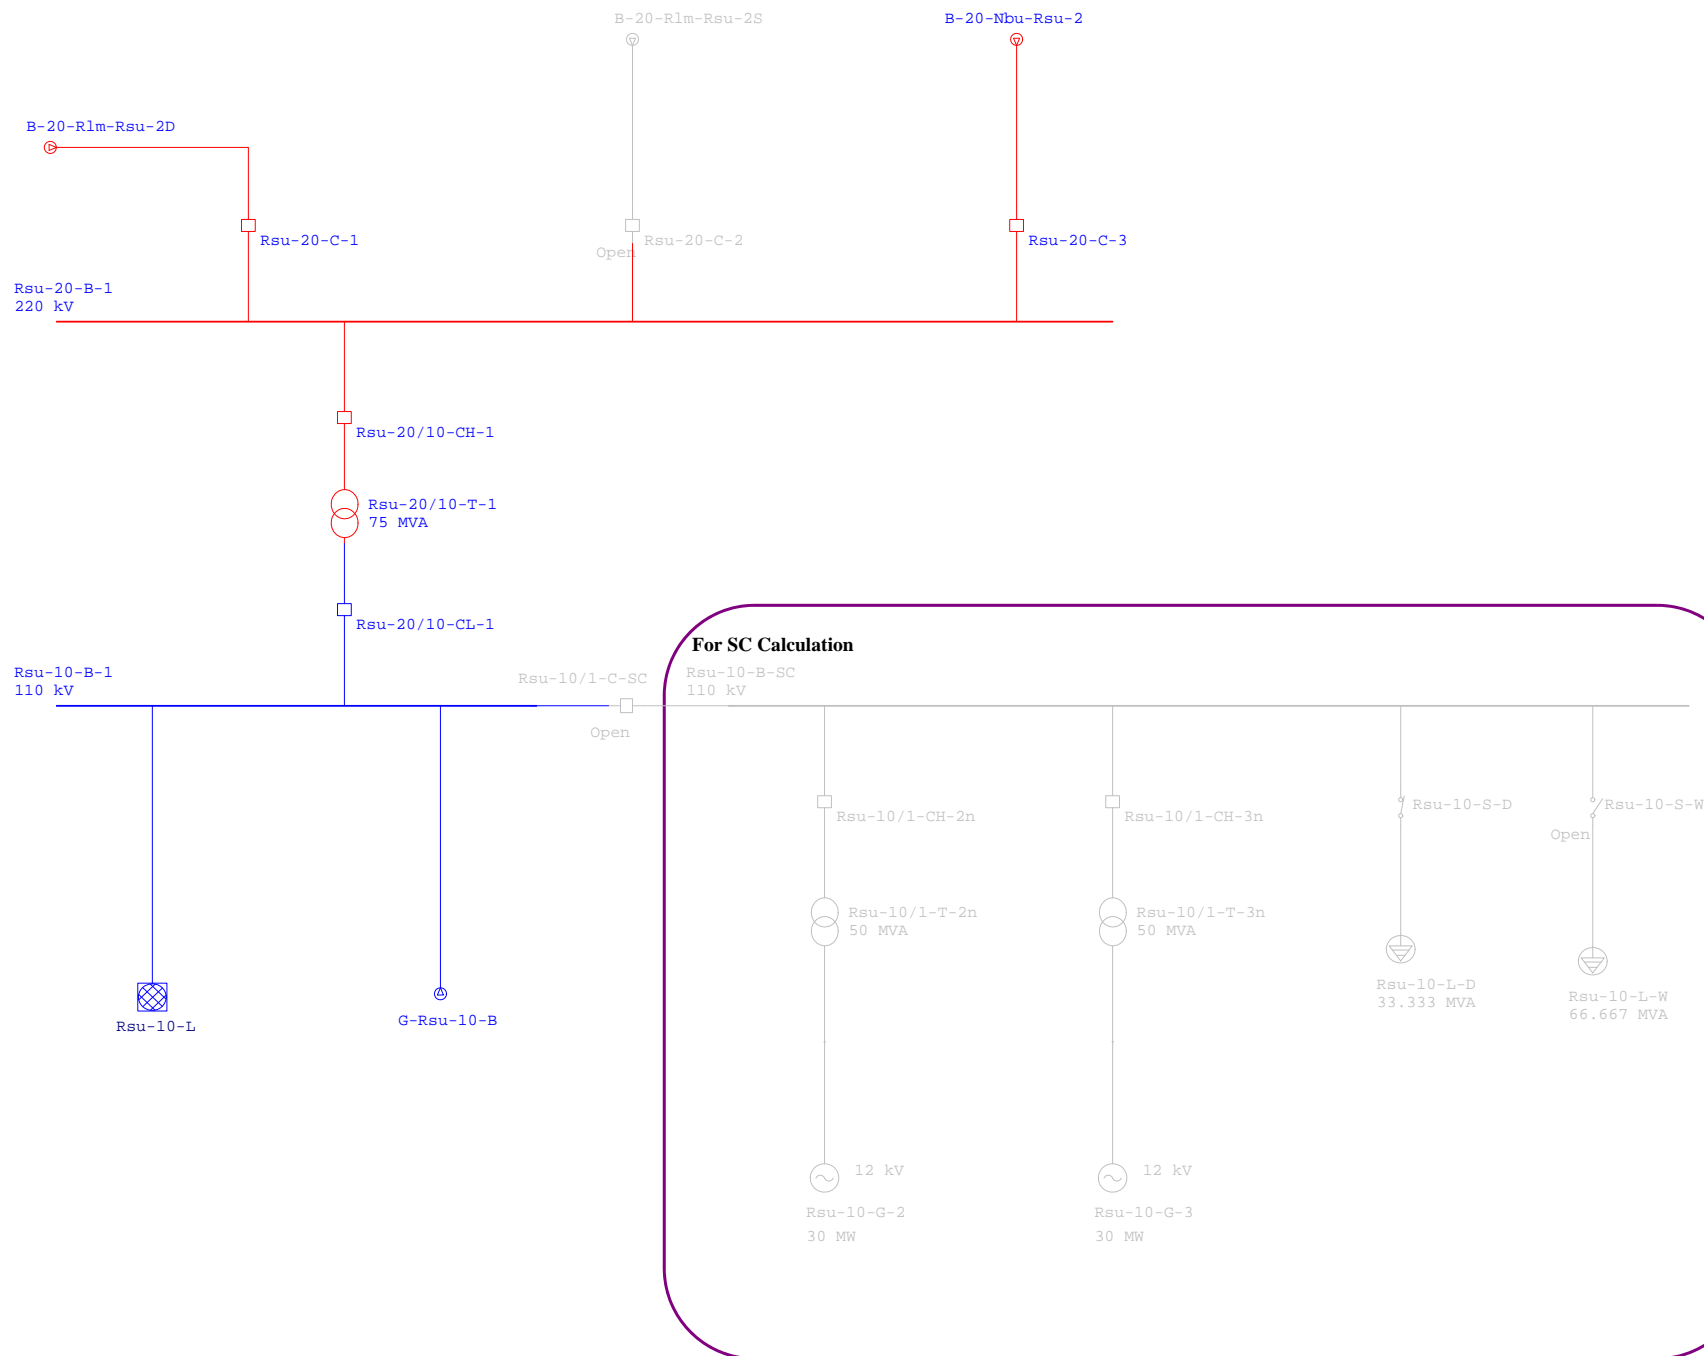 B-20-Rlm-Rsu-2S
B-20-Nbu-Rsu-2
B-20-Rlm-Rsu-2D
Rsu-20-C-1
Rsu-20-C-2
Open
Rsu-20-C-3
Rsu-20-B-1
220 kV
Rsu-20/10-CH-1
Rsu-20/10-T-1
75 MVA
Rsu-20/10-CL-1
For SC Calculation
Rsu-10-B-1
110 kV
Rsu-10/1-C-SC
Open
Rsu-10-B-SC
110 kV
Rsu-10/1-CH-2n
Rsu-10/1-CH-3n
Rsu-10-S-D
Rsu-10-S-W
Open
Rsu-10/1-T-2n
50 MVA
Rsu-10/1-T-3n
50 MVA
Rsu-10-L-D
33.333 MVA
Rsu-10-L-W
66.667 MVA
Rsu-10-L
G-Rsu-10-B
12 kV
Rsu-10-G-2
30 MW
12 kV
Rsu-10-G-3
30 MW